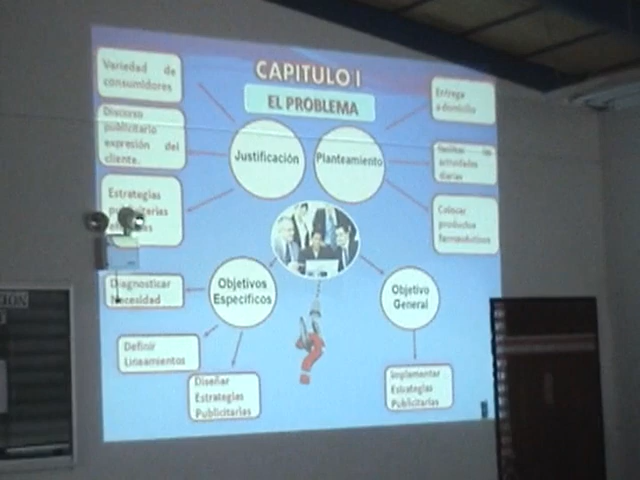 CAPITULO I
EL PROBLEMA
Variedad de
consumidores
Discurso
publicitario
expresión del
cliente.
Estrategias
publicitarias
Justificación
Planteamiento
Entrega
a domicilio
actividades
diarias
Colocar
productos
farmacéuticos
Objetivos
Específicos
Objetivo
General
Diagnosticar
Necesidad
Definir
Lineamientos
Diseñar
Estrategias
Publicitarias
Implementar
Estrategias
Publicitarias